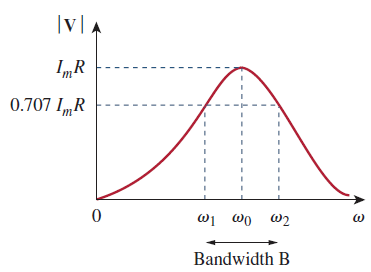 |V|
I_mR
0.707 I_mR
0 ω₁ ω₀ ω₂ ω
Bandwidth B